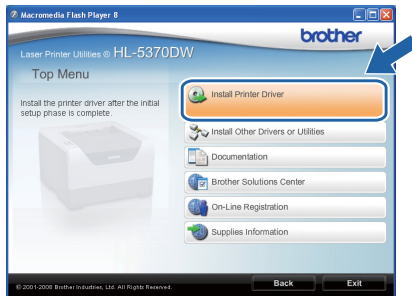 Macromedia Flash Player 8
brother
Laser Printer Utilities ® HL-5370DW
Top Menu
Install the printer driver after the initial
setup phase is complete.
Install Printer Driver
Install Other Drivers or Utilities
Documentation
Brother Solutions Center
On-Line Registration
Supplies Information
© 2001-2008 Brother Industries, Ltd. All Rights Reserved.
Back
Exit